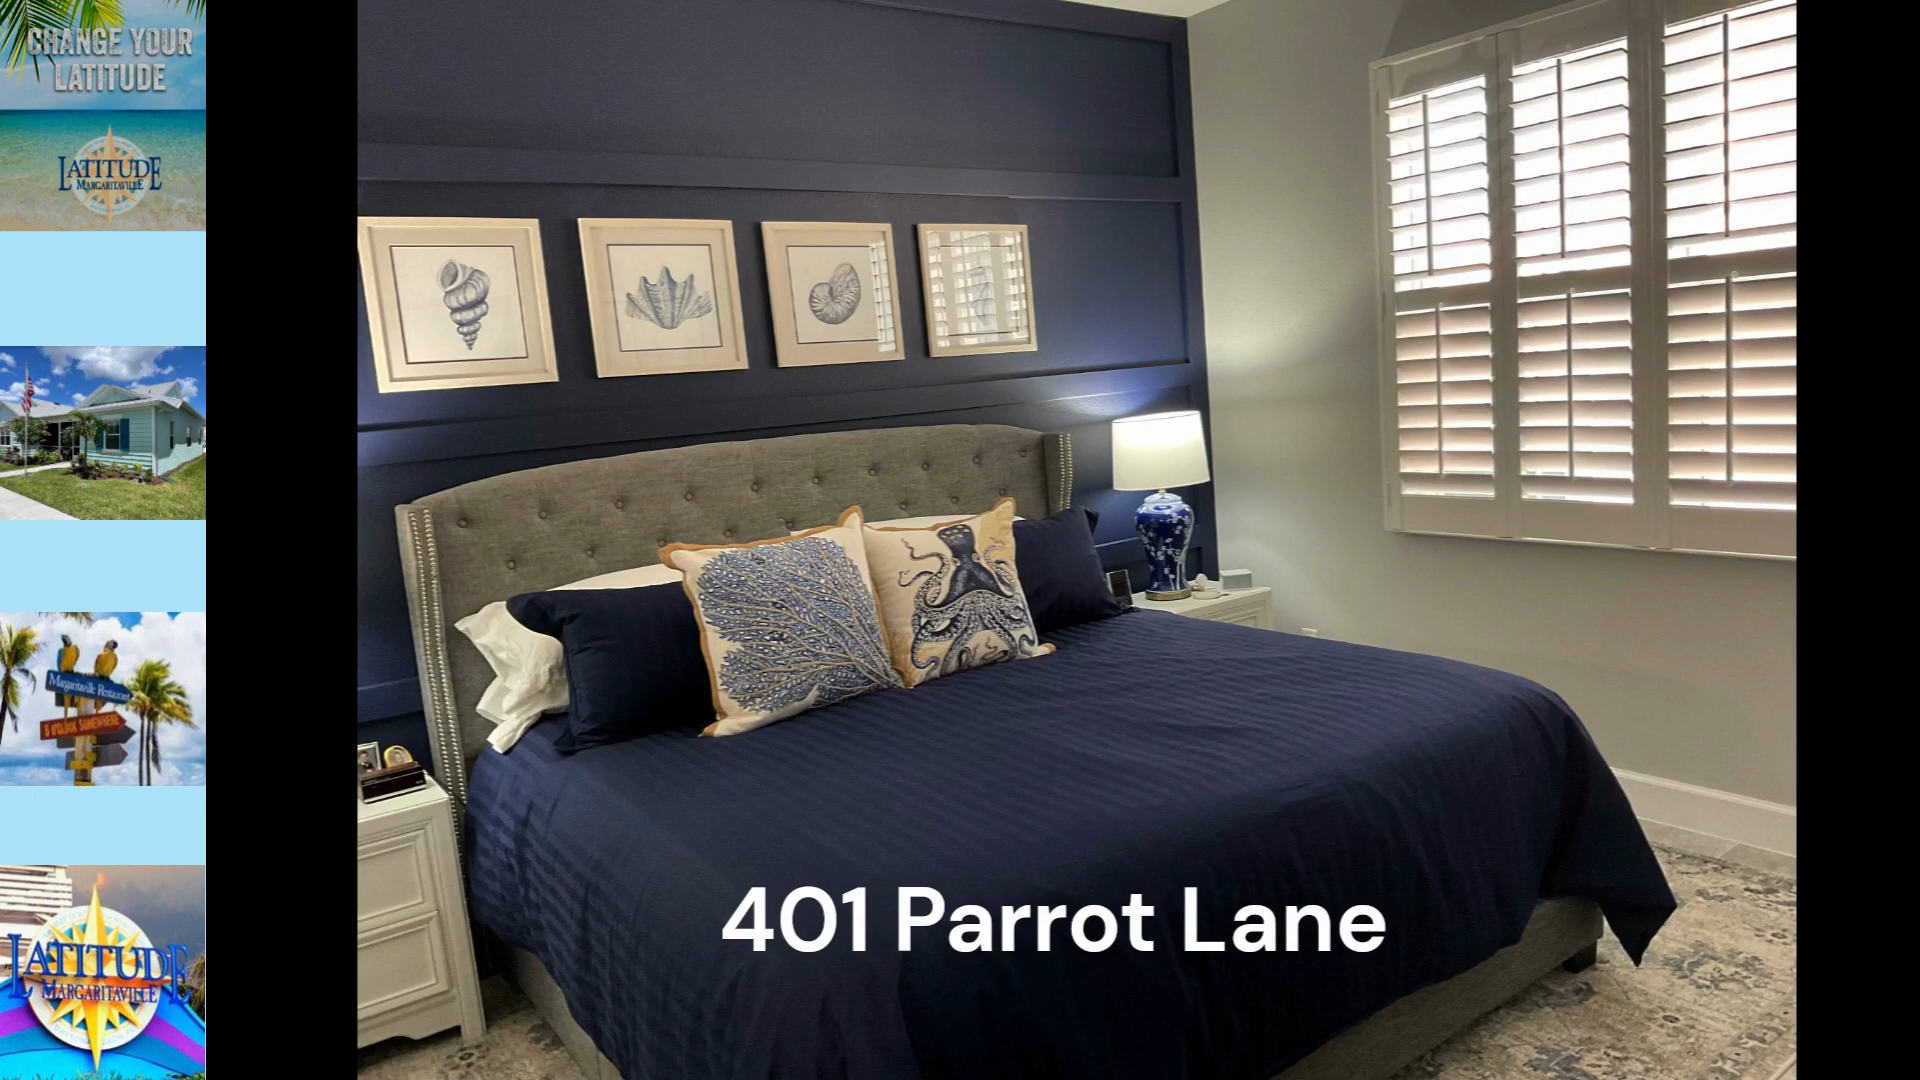 CHANGE YOUR
LATITUDE
LATITUDE
MARGARITAVILLE
Margaritaville Restaurant
5 O'CLOCK SOMEWHERE
LATITUDE
MARGARITAVILLE
401 Parrot Lane